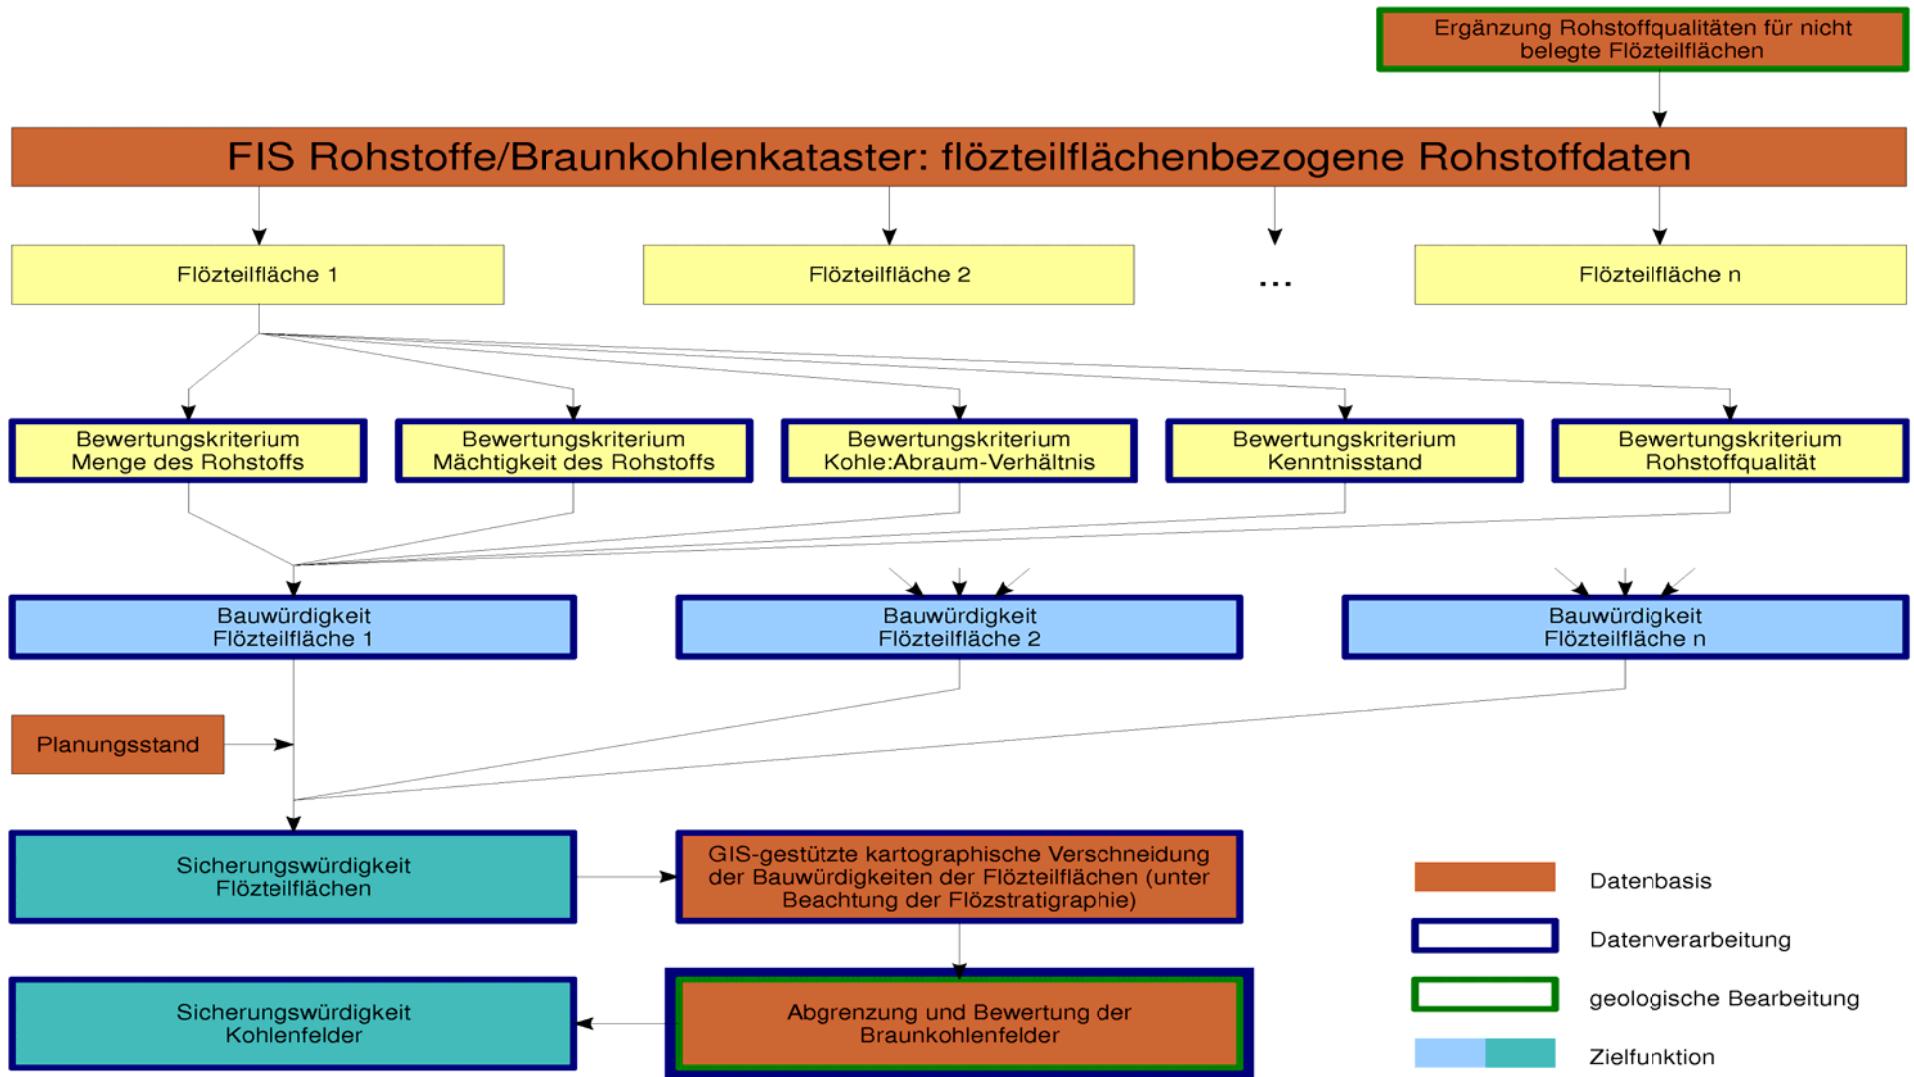 Ergänzung Rohstoffqualitäten für nicht
belegte Flözteilflächen
FIS Rohstoffe/Braunkohlenkataster: flözteilflächenbezogene Rohstoffdaten
Flözteilfläche 1
Flözteilfläche 2
...
Flözteilfläche n
Bewertungskriterium
Menge des Rohstoffs
Bewertungskriterium
Mächtigkeit des Rohstoffs
Bewertungskriterium
Kohle:Abraum-Verhältnis
Bewertungskriterium
Kenntnisstand
Bewertungskriterium
Rohstoffqualität
Bauwürdigkeit
Flözteilfläche 1
Bauwürdigkeit
Flözteilfläche 2
Bauwürdigkeit
Flözteilfläche n
Planungsstand
Sicherungswürdigkeit
Flözteilflächen
GIS-gestützte kartographische Verschneidung
der Bauwürdigkeiten der Flözteilflächen (unter
Beachtung der Flözstratigraphie)
Sicherungswürdigkeit
Kohlenfelder
Abgrenzung und Bewertung der
Braunkohlenfelder
Datenbasis
Datenverarbeitung
geologische Bearbeitung
Zielfunktion